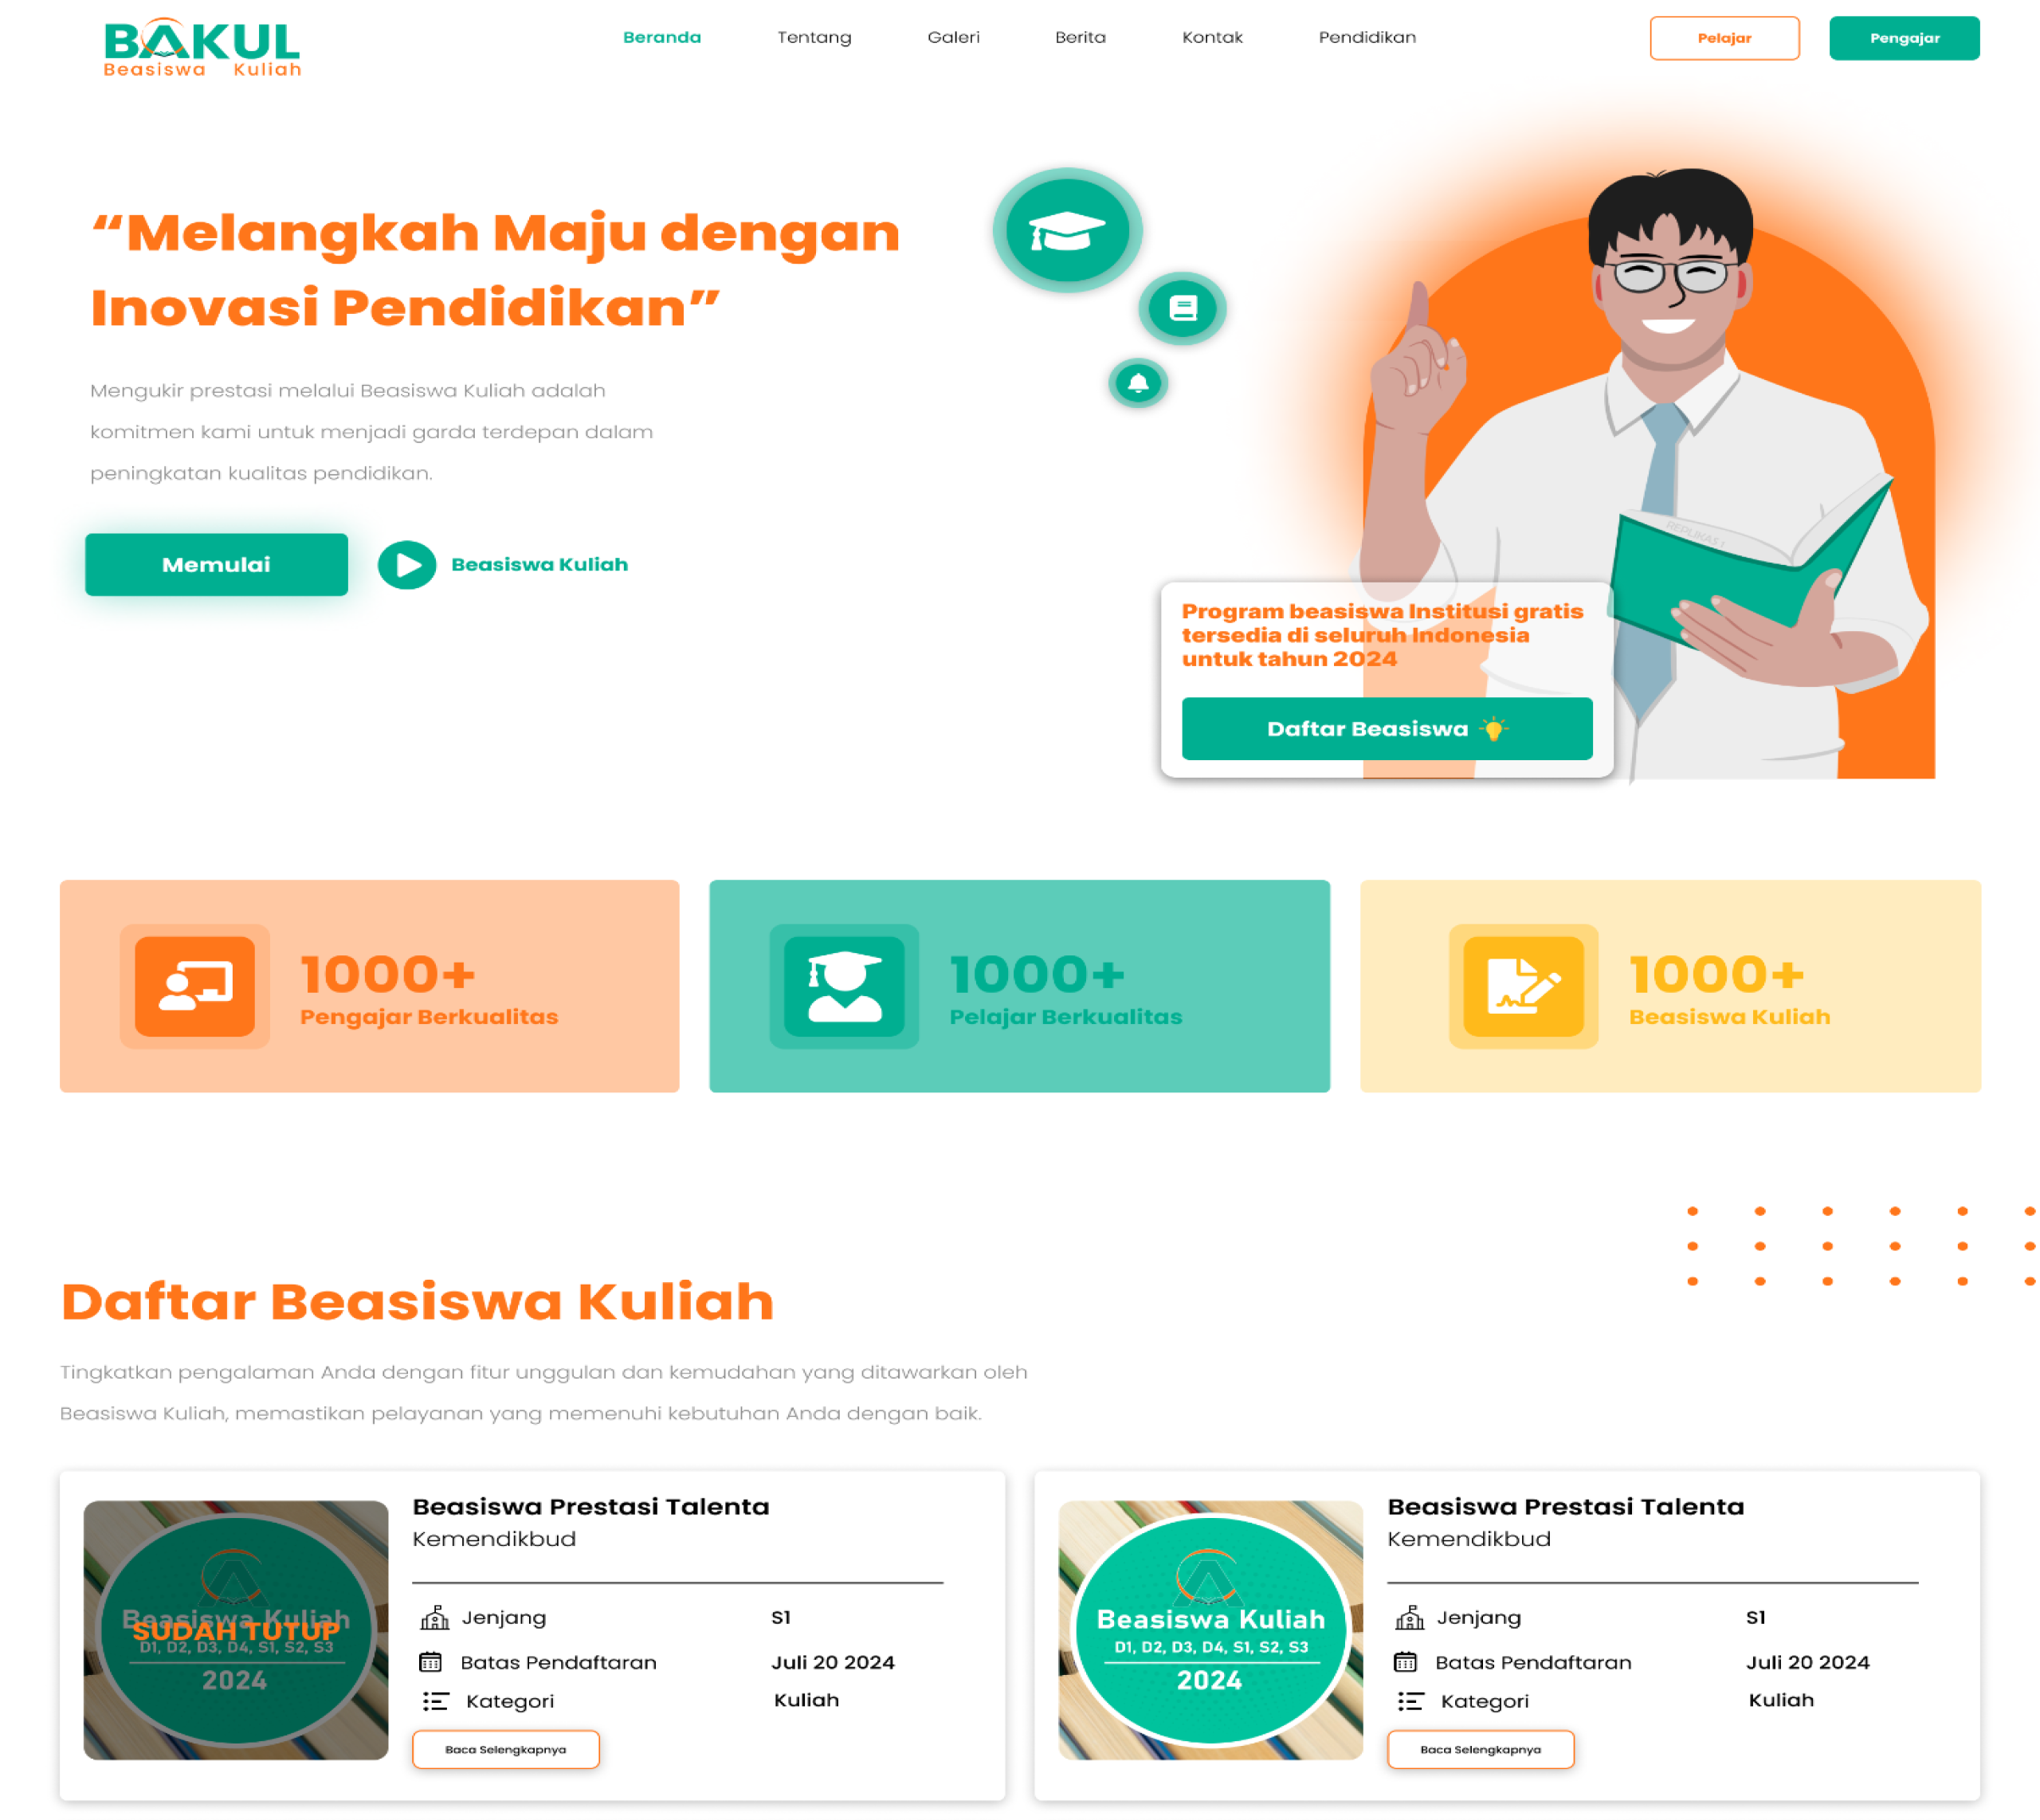 BAKUL
Beasiswa Kuliah
Beranda
Tentang
Galeri
Berita
Kontak
Pendidikan
Pelajar
Pengajar
“Melangkah Maju dengan
Inovasi Pendidikan”
Mengukir prestasi melalui Beasiswa Kuliah adalah
komitmen kami untuk menjadi garda terdepan dalam
peningkatan kualitas pendidikan.
Memulai
Beasiswa Kuliah
REPLIKAS 1
Program beasiswa Institusi gratis
tersedia di seluruh Indonesia
untuk tahun 2024
Daftar Beasiswa
1000+
Pengajar Berkualitas
1000+
Pelajar Berkualitas
1000+
Beasiswa Kuliah
Daftar Beasiswa Kuliah
Tingkatkan pengalaman Anda dengan fitur unggulan dan kemudahan yang ditawarkan oleh
Beasiswa Kuliah, memastikan pelayanan yang memenuhi kebutuhan Anda dengan baik.
Beasiswa Kuliah
SUDAH TUTUP
D1, D2, D3, D4, S1, S2, S3
2024
Beasiswa Prestasi Talenta
Kemendikbud
Jenjang S1
Batas Pendaftaran Juli 20 2024
Kategori Kuliah
Baca Selengkapnya
Beasiswa Kuliah
D1, D2, D3, D4, S1, S2, S3
2024
Beasiswa Prestasi Talenta
Kemendikbud
Jenjang S1
Batas Pendaftaran Juli 20 2024
Kategori Kuliah
Baca Selengkapnya